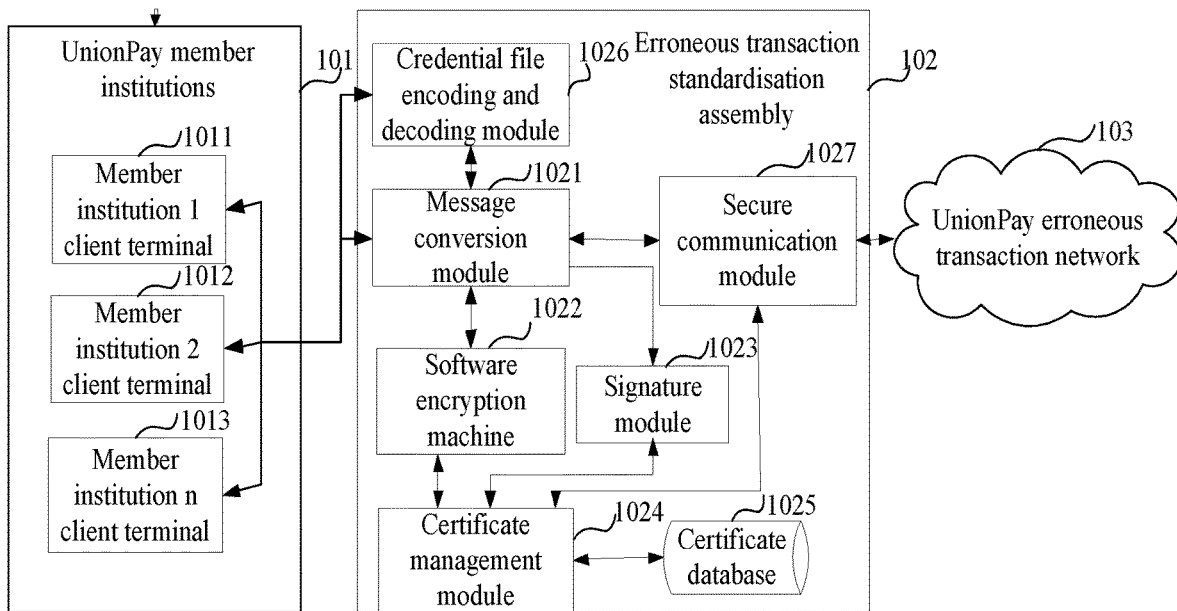 UnionPay member
institutions
101
1011
Member
institution 1
client terminal
1012
Member
institution 2
client terminal
1013
Member
institution n
client terminal
Erroneous transaction
standardisation
assembly
102
1026
Credential file
encoding and
decoding module
1021
Message
conversion
module
1027
Secure
communication
module
1022
Software
encryption
machine
1023
Signature
module
1024
Certificate
management
module
1025
Certificate
database
103
UnionPay erroneous
transaction network